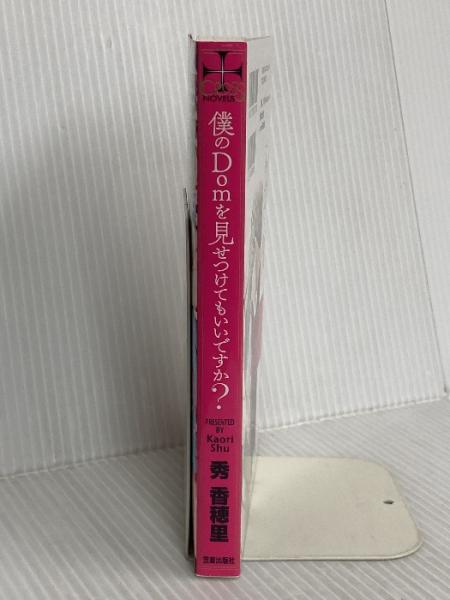 NOVELS
僕のDomを見せつけてもいいですか?
PRESENTED
BY
Kaori
Shu
秀 香穂里
笠倉出版社